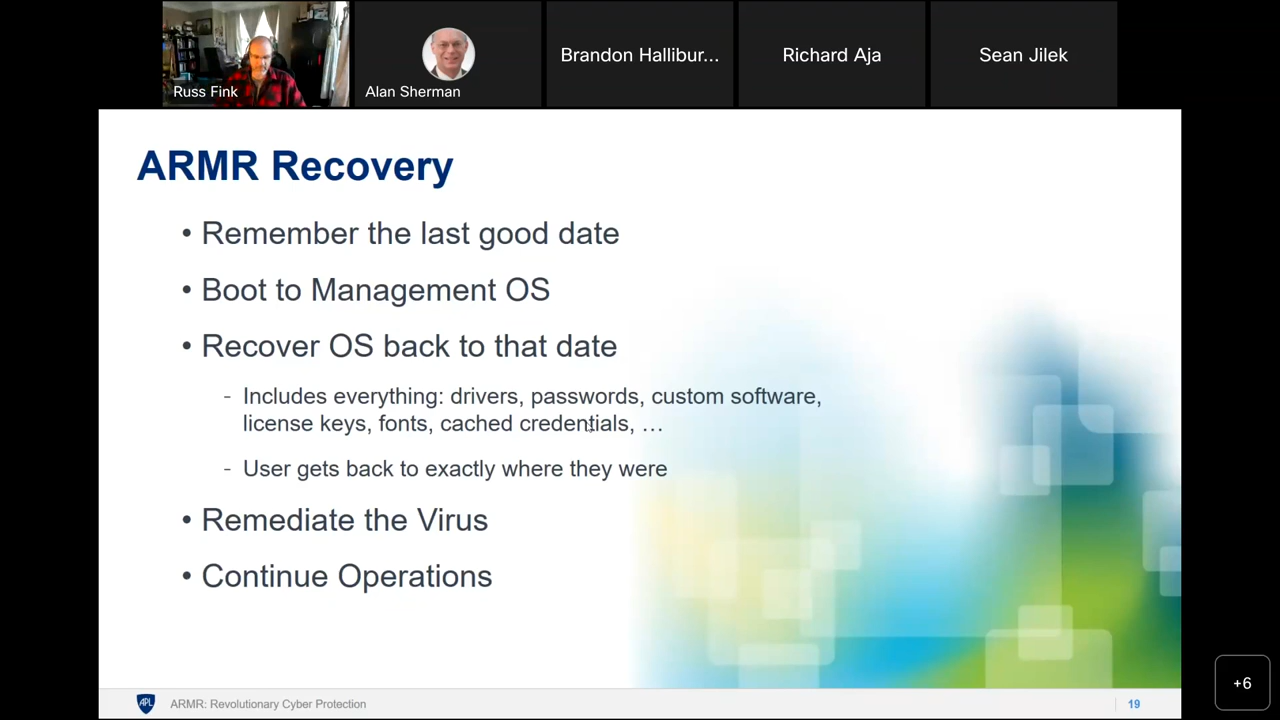 Russ Fink
Alan Sherman
Brandon Hallibur...
Richard Aja
Sean Jilek
ARMR Recovery
• Remember the last good date
• Boot to Management OS
• Recover OS back to that date
- Includes everything: drivers, passwords, custom software,
license keys, fonts, cached credentials, …
- User gets back to exactly where they were
• Remediate the Virus
• Continue Operations
+6
APL
ARMR: Revolutionary Cyber Protection
19